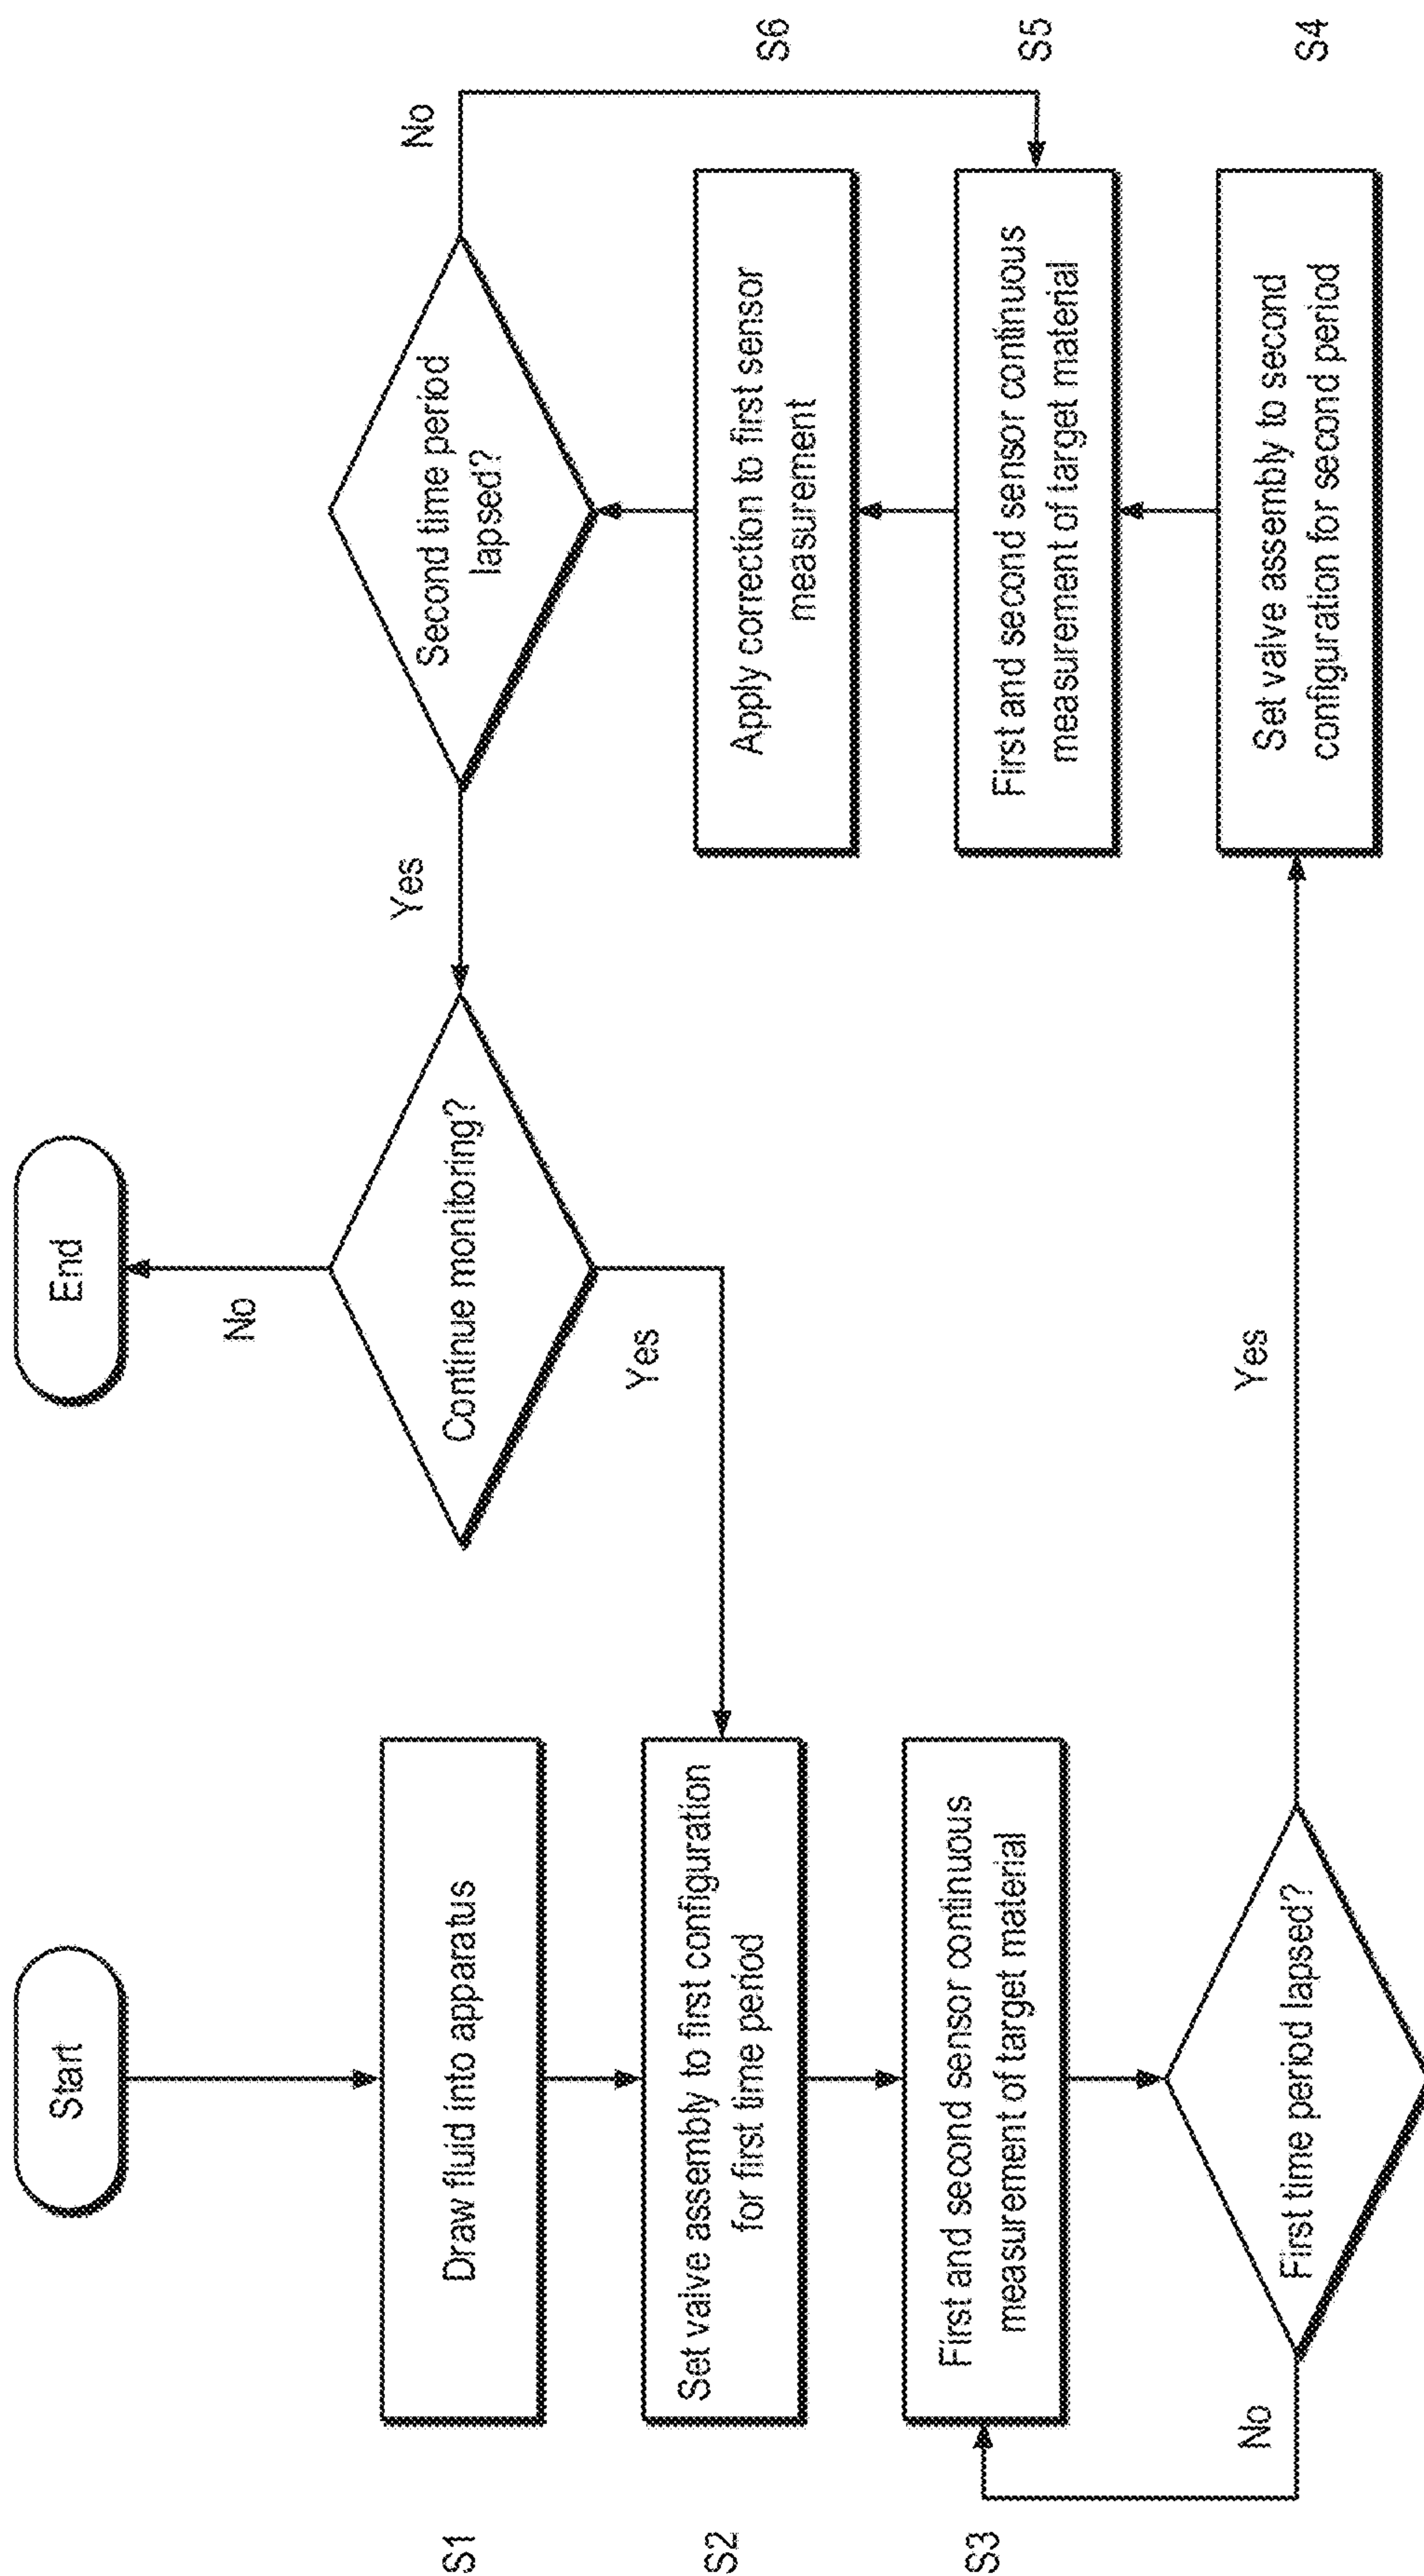 Start
S1
Draw fluid into apparatus
S2
Set valve assembly to first configuration
for first time period
S3
First and second sensor continuous
measurement of target material
First time period lapsed?
No
Yes
End
No
Continue monitoring?
Yes
Yes
Second time period
lapsed?
No
Apply correction to first sensor
measurement
S6
First and second sensor continuous
measurement of target material
S5
Set valve assembly to second
configuration for second period
S4